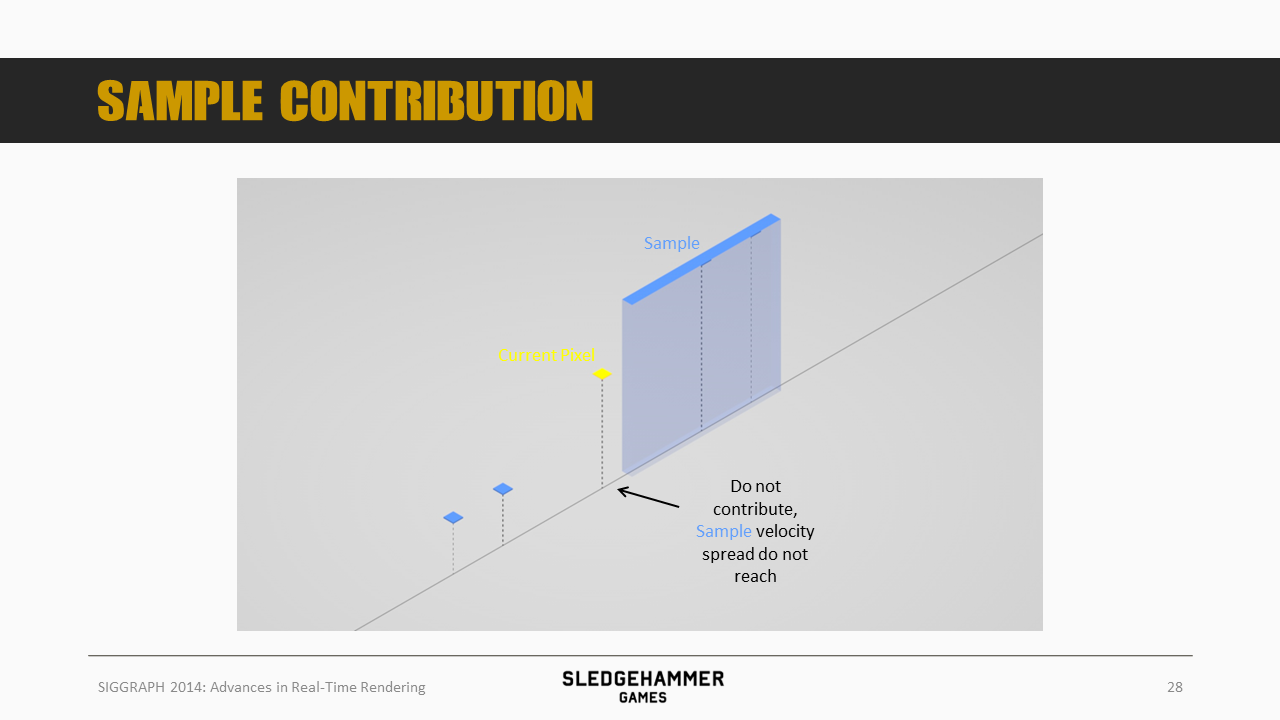 SAMPLE CONTRIBUTION
Sample
Current Pixel
Do not
contribute,
Sample velocity
spread do not
reach
SIGGRAPH 2014: Advances in Real-Time Rendering
SLEDGEHAMMER
GAMES
28